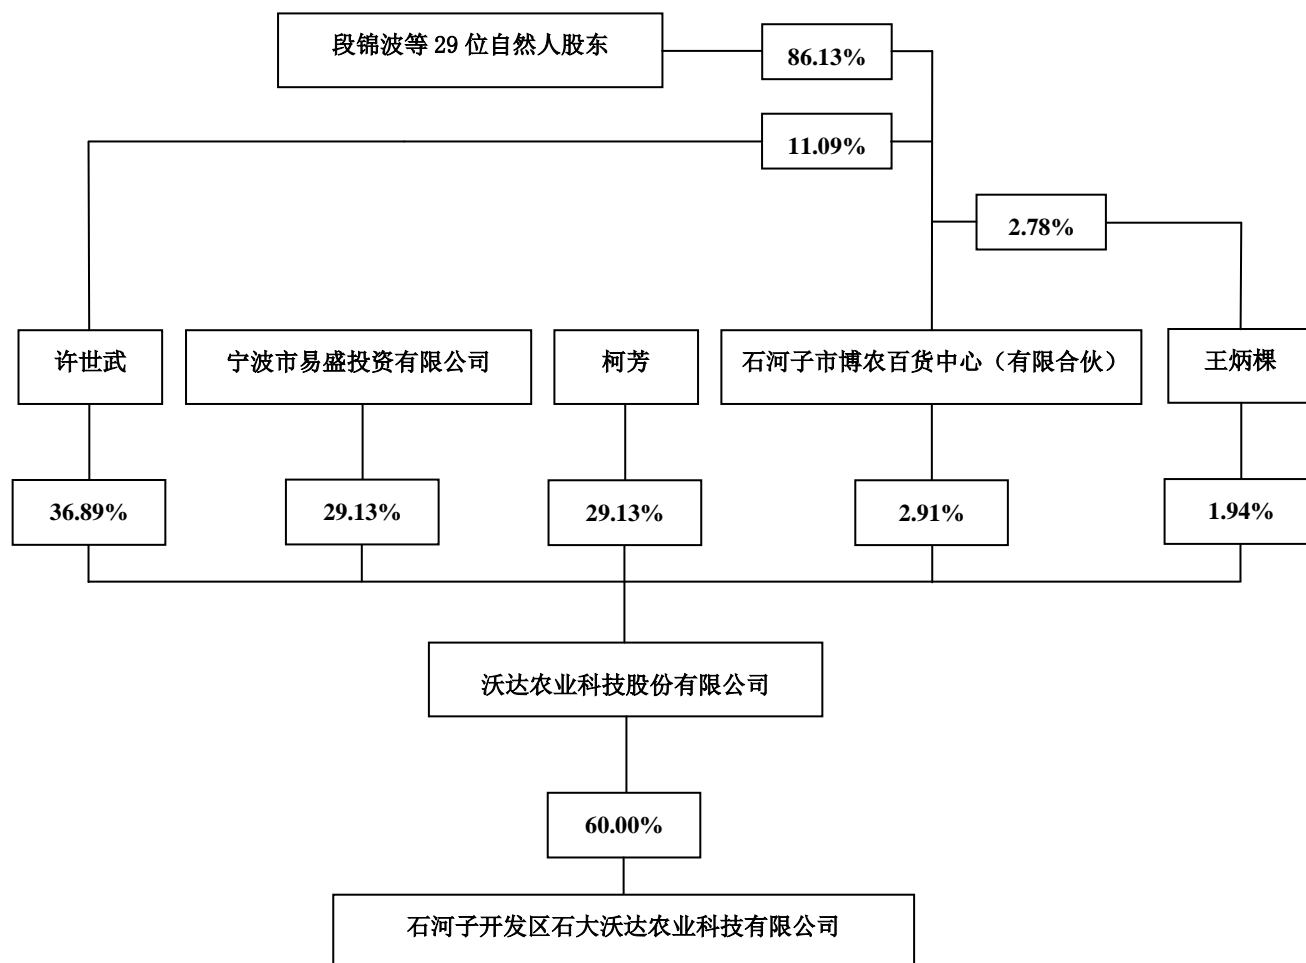 段锦波等 29 位自然人股东
86.13%
11.09%
2.78%
许世武
宁波市易盛投资有限公司
柯芳
石河子市博农百货中心（有限合伙）
王炳棵
36.89%
29.13%
29.13%
2.91%
1.94%
沃达农业科技股份有限公司
60.00%
石河子开发区石大沃达农业科技有限公司